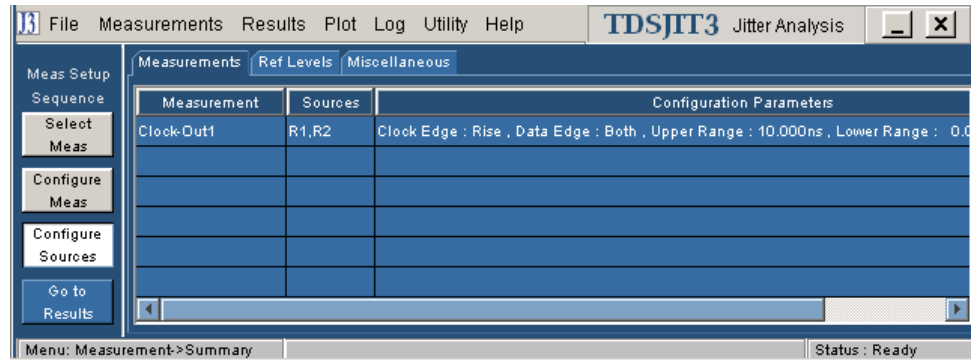 J3 File Measurements Results Plot Log Utility Help TDSJIT3 Jitter Analysis
Meas Setup
Sequence
Select
Meas
Configure
Meas
Configure
Sources
Go to
Results
Measurements Ref Levels Miscellaneous
Measurement Sources Configuration Parameters
Clock-Out1 R1,R2 Clock Edge : Rise , Data Edge : Both , Upper Range : 10.000ns , Lower Range : 0.0
Menu: Measurement->Summary Status : Ready